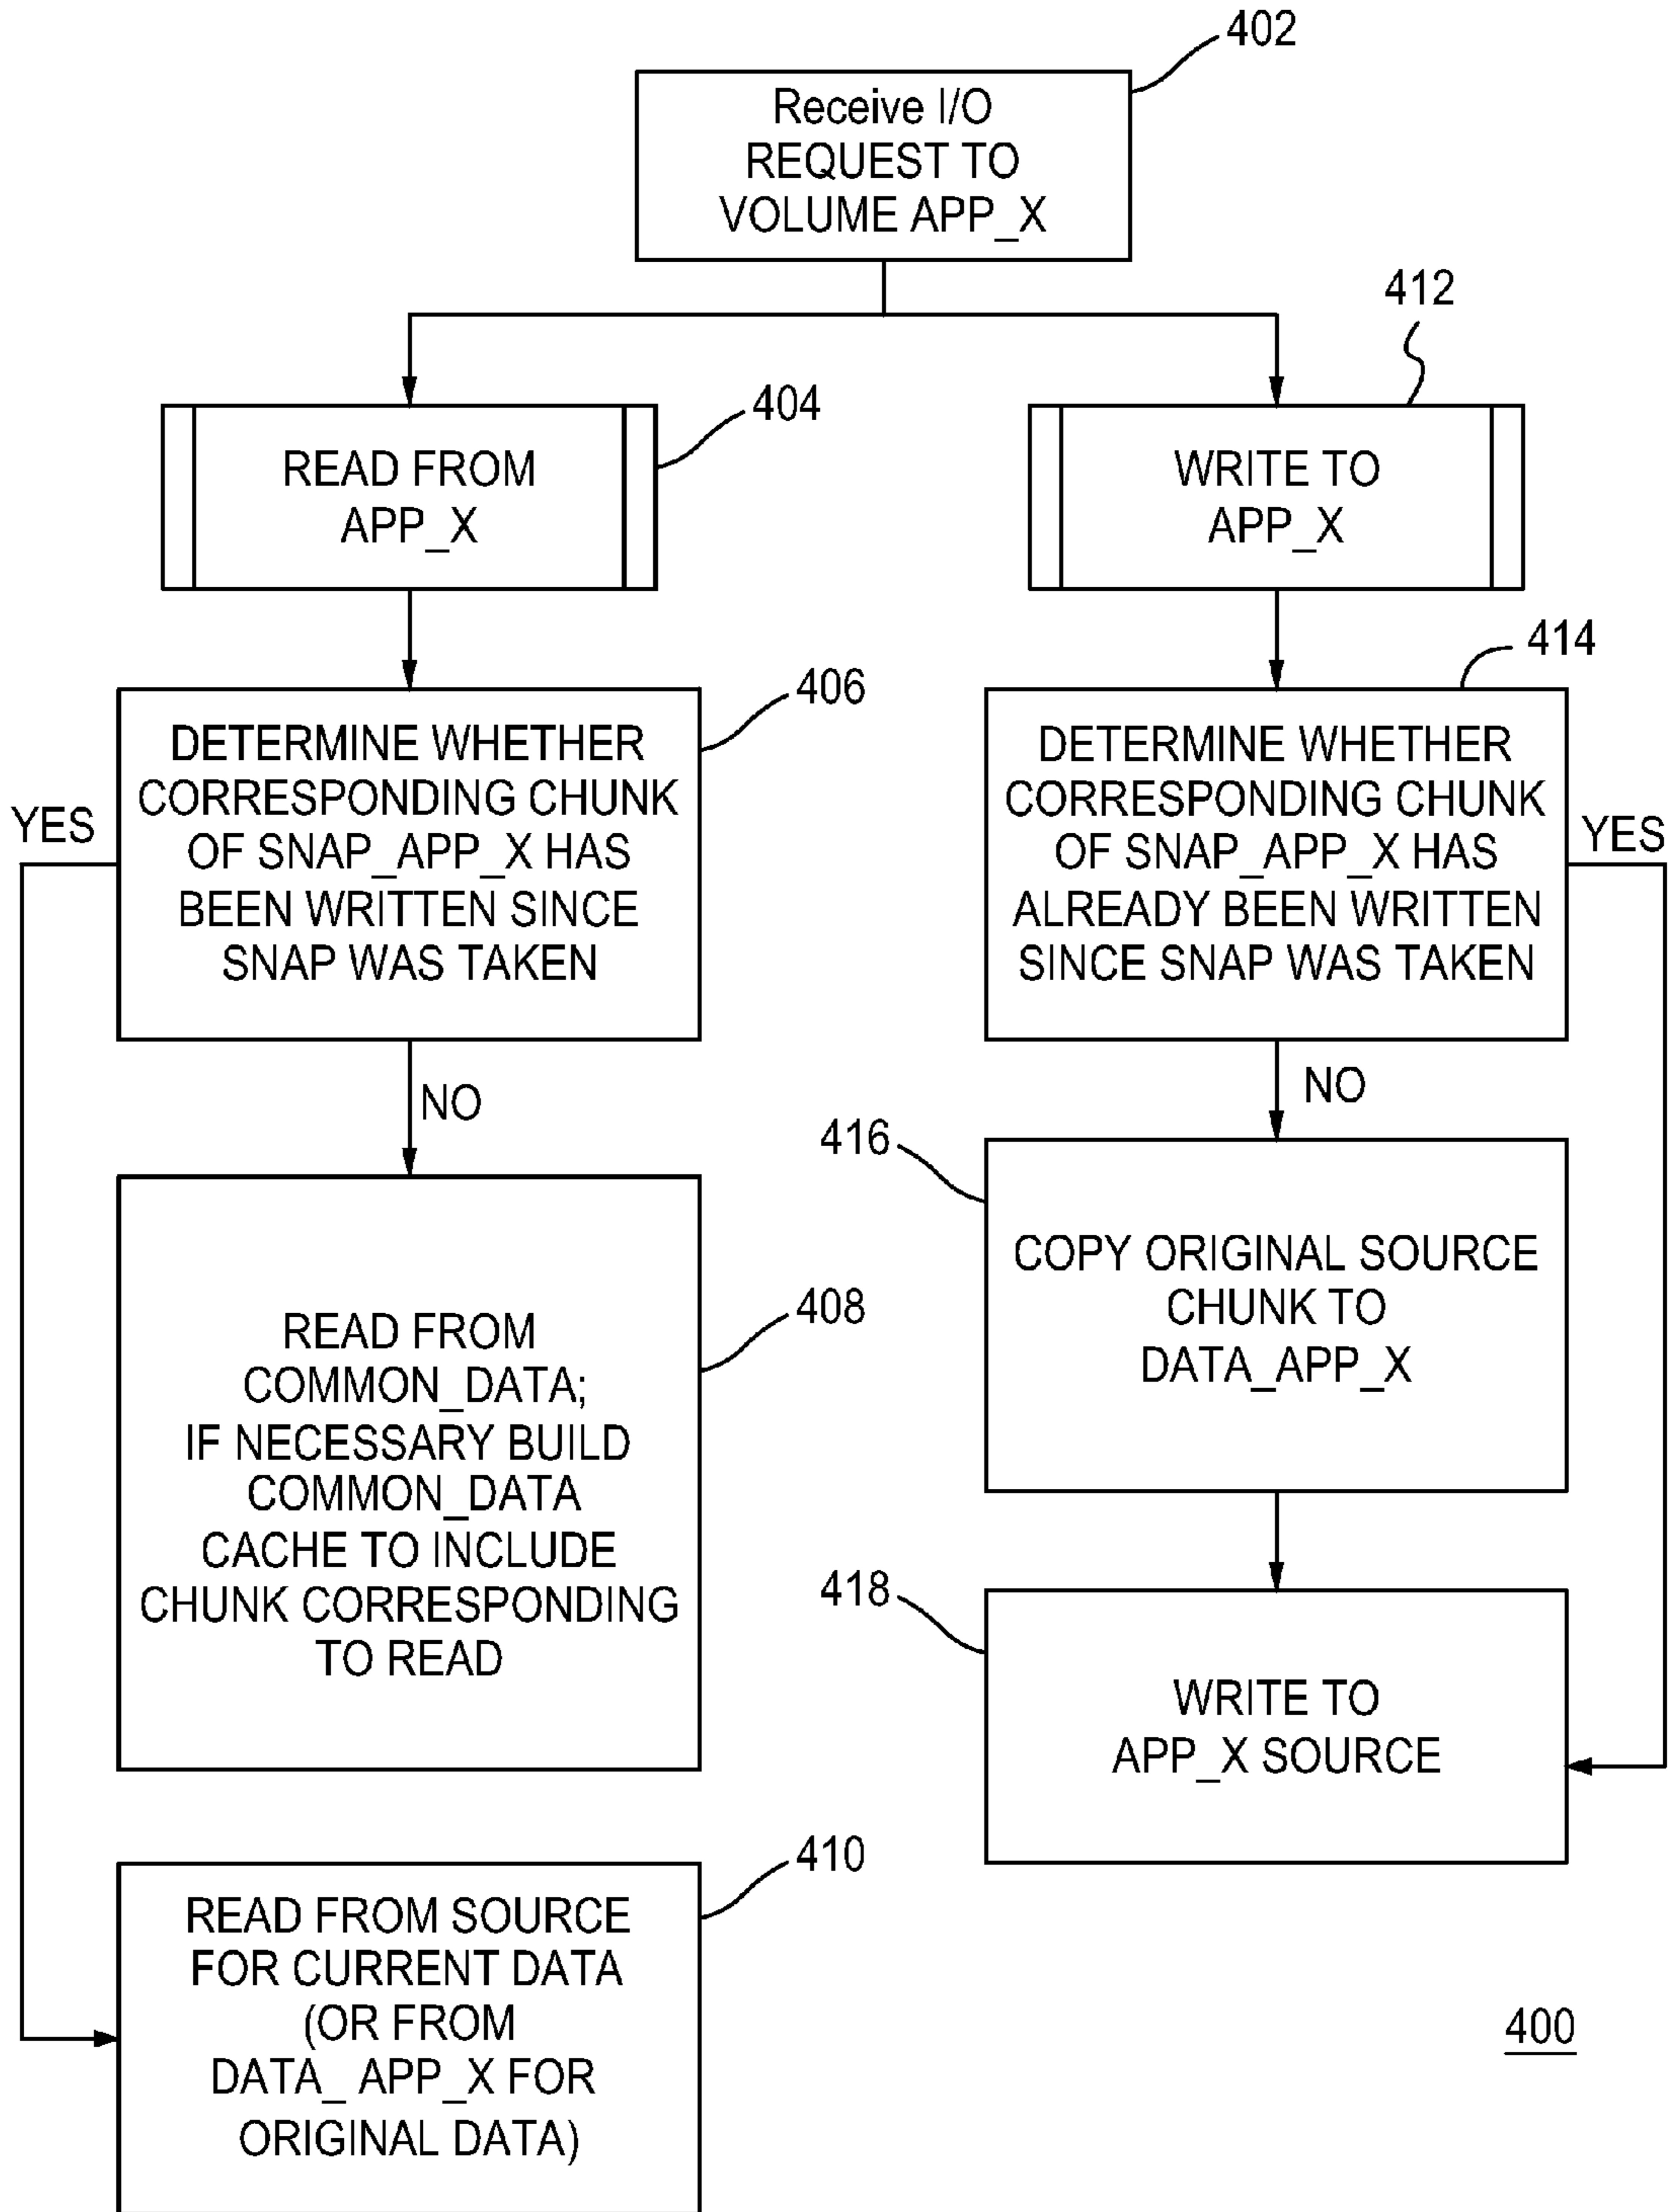 402
Receive I/O
REQUEST TO
VOLUME APP_X
412
404
READ FROM
APP_X
WRITE TO
APP_X
414
406
DETERMINE WHETHER
CORRESPONDING CHUNK
OF SNAP_APP_X HAS
BEEN WRITTEN SINCE
SNAP WAS TAKEN
YES
DETERMINE WHETHER
CORRESPONDING CHUNK
OF SNAP_APP_X HAS
ALREADY BEEN WRITTEN
SINCE SNAP WAS TAKEN
YES
NO
NO
416
COPY ORIGINAL SOURCE
CHUNK TO
DATA_APP_X
408
READ FROM
COMMON_DATA;
IF NECESSARY BUILD
COMMON_DATA
CACHE TO INCLUDE
CHUNK CORRESPONDING
TO READ
418
WRITE TO
APP_X SOURCE
410
READ FROM SOURCE
FOR CURRENT DATA
(OR FROM
DATA_ APP_X FOR
ORIGINAL DATA)
400